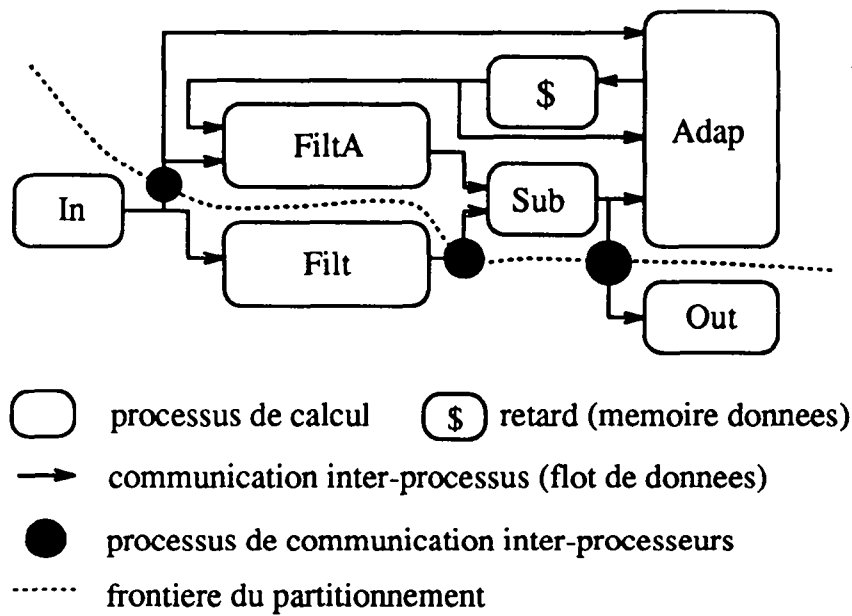 $
Adap
FiltA
Sub
In
Filt
Out
processus de calcul
$ retard (memoire donnees)
communication inter-processus (flot de donnees)
processus de communication inter-processeurs
frontiere du partitionnement